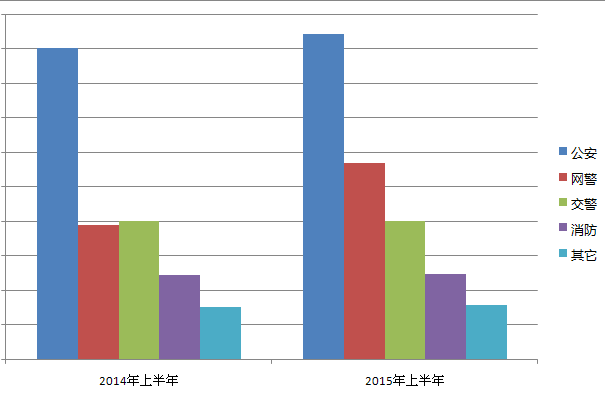 公安
网警
交警
消防
其它
2014年上半年
2015年上半年